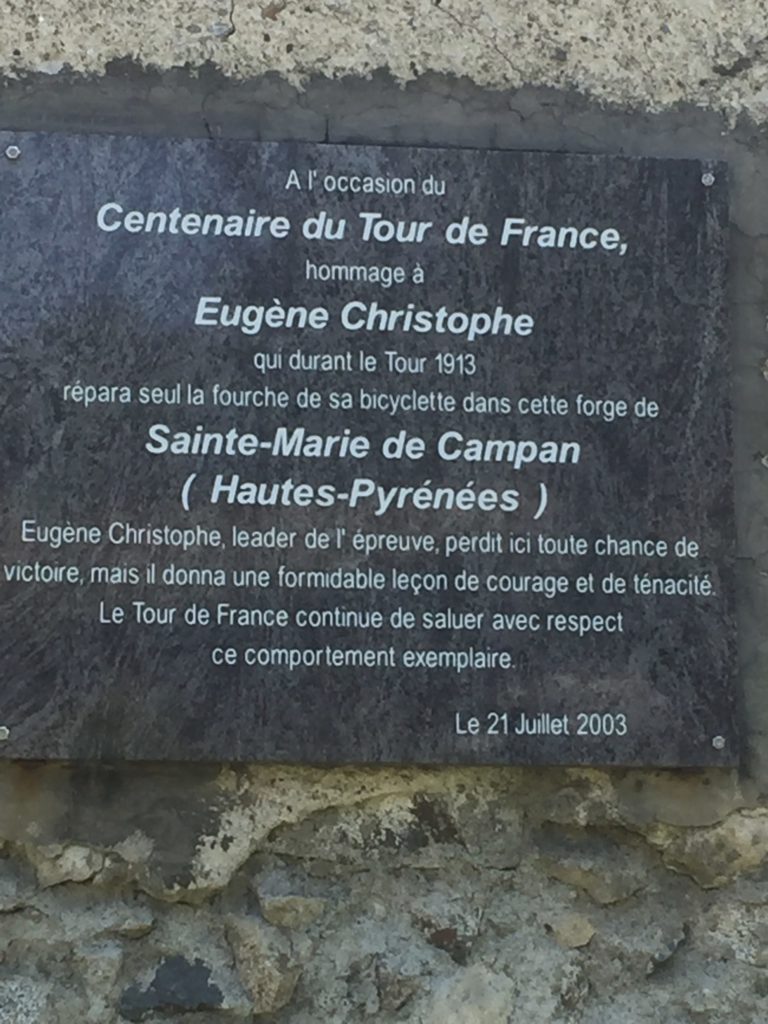 A l' occasion du
Centenaire du Tour de France,
hommage à
Eugène Christophe
qui durant le Tour 1913
répara seul la fourche de sa bicyclette dans cette forge de
Sainte-Marie de Campan
( Hautes-Pyrénées )
Eugène Christophe, leader de l' épreuve, perdit ici toute chance de
victoire, mais il donna une formidable leçon de courage et de ténacité.
Le Tour de France continue de saluer avec respect
ce comportement exemplaire.
Le 21 Juillet 2003